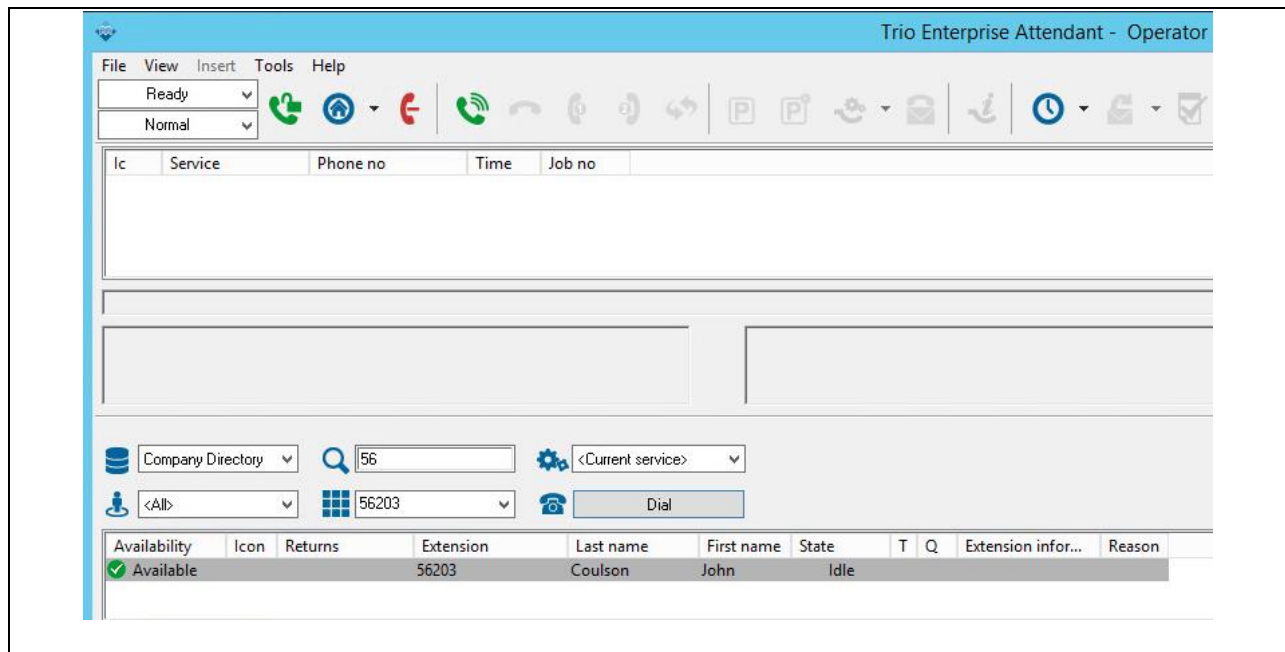 Trio Enterprise Attendant - Operator
File View Insert Tools Help
Ready
Normal
Ic Service Phone no Time Job no
Company Directory 56 <Current service>
<All> 56203 Dial
Availability Icon Returns Extension Last name First name State T Q Extension infor... Reason
Available 56203 Coulson John Idle